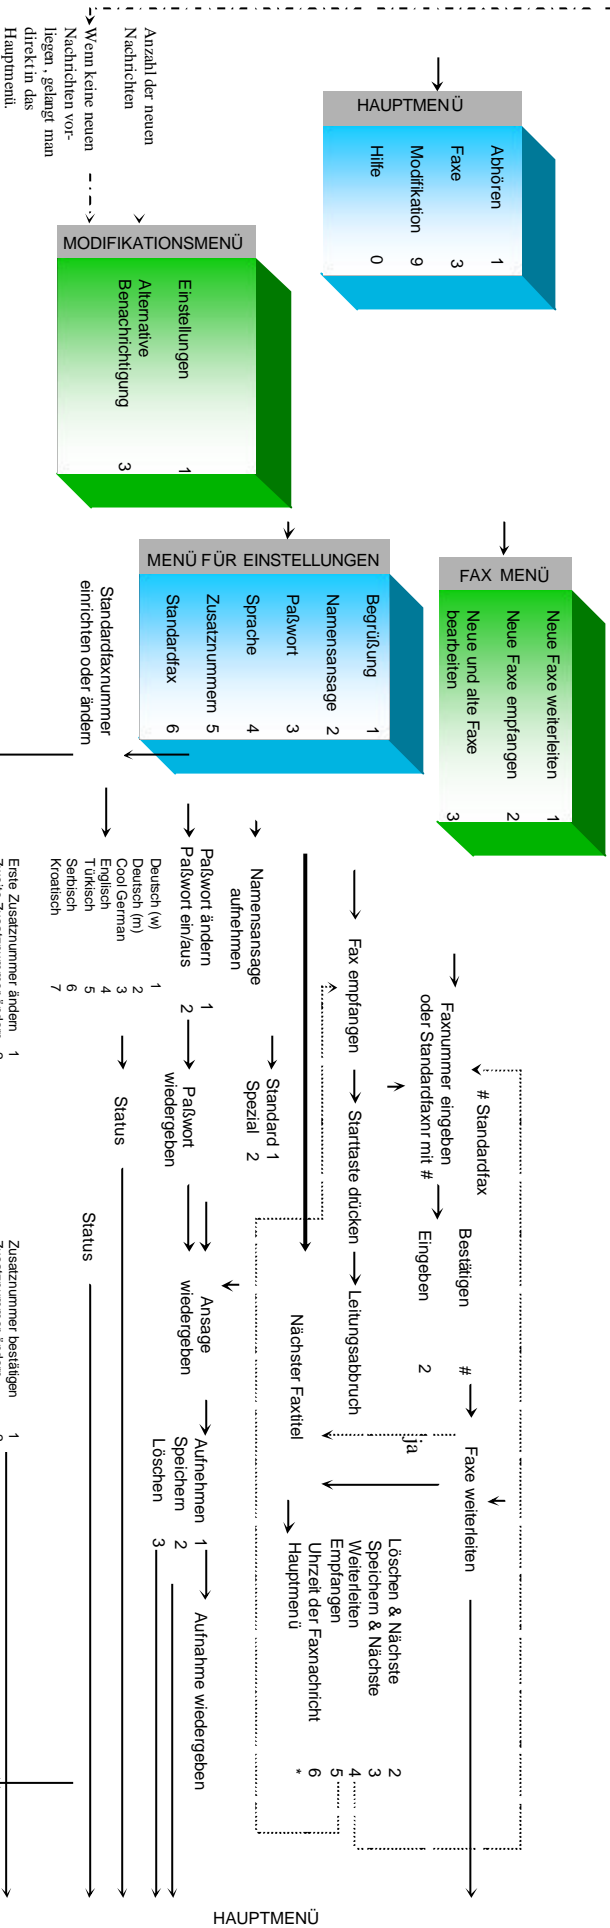 HAUPTMENÜ
Abhören 1
Faxe 3
Modifikation 9
Hilfe 0
Anzahl der neuen
Nachrichten
Wenn keine neuen
Nachrichten vor-
liegen , gelangt man
direkt in das
Hauptmenü.
MODIFIKATIONSMENÜ
Einstellungen 1
Alternative
Benachrichtigung 3
FAX MENÜ
Neue Faxe weiterleiten 1
Neue Faxe empfangen 2
Neue und alte Faxe
bearbeiten 3
MENÜ FÜR EINSTELLUNGEN
Begrüßung 1
Namensansage 2
Paßwort 3
Sprache 4
Zusatznummern 5
Standardfax 6
Standardfaxnummer
einrichten oder ändern
# Standardfax
Faxnummer eingeben
oder Standardfaxnr mit #
Bestätigen #
Eingeben 2
Faxe weiterleiten
ja
Fax empfangen
Starttaste drücken
Leitungsabbruch
Nächster Faxtitel
Löschen & Nächste 2
Speichern & Nächste 3
Weiterleiten 4
Empfangen 5
Uhrzeit der Faxnachricht 6
Hauptmenü *
Namensansage
aufnehmen
Standard 1
Spezial 2
Paßwort ändern 1
Paßwort ein/aus 2
Paßwort
wiedergeben
Ansage
wiedergeben
Aufnehmen 1
Speichern 2
Löschen 3
Aufnahme wiedergeben
Deutsch (w) 1
Deutsch (m) 2
Cool German 3
Englisch 4
Türkisch 5
Serbisch 6
Kroatisch 7
Status
Status
Erste Zusatznummer ändern 1
Zusatznummer bestätigen 1
HAUPTMENÜ